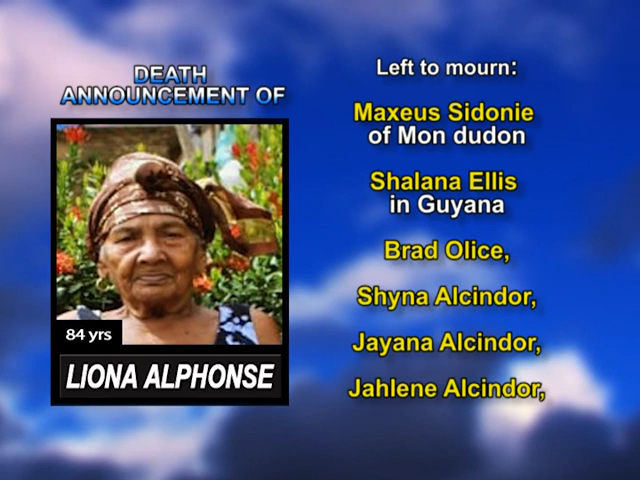 DEATH
ANNOUNCEMENT OF
84 yrs
LIONA ALPHONSE
Left to mourn:
Maxeus Sidonie
of Mon dudon
Shalana Ellis
in Guyana
Brad Olice,
Shyna Alcindor,
Jayana Alcindor,
Jahlene Alcindor,